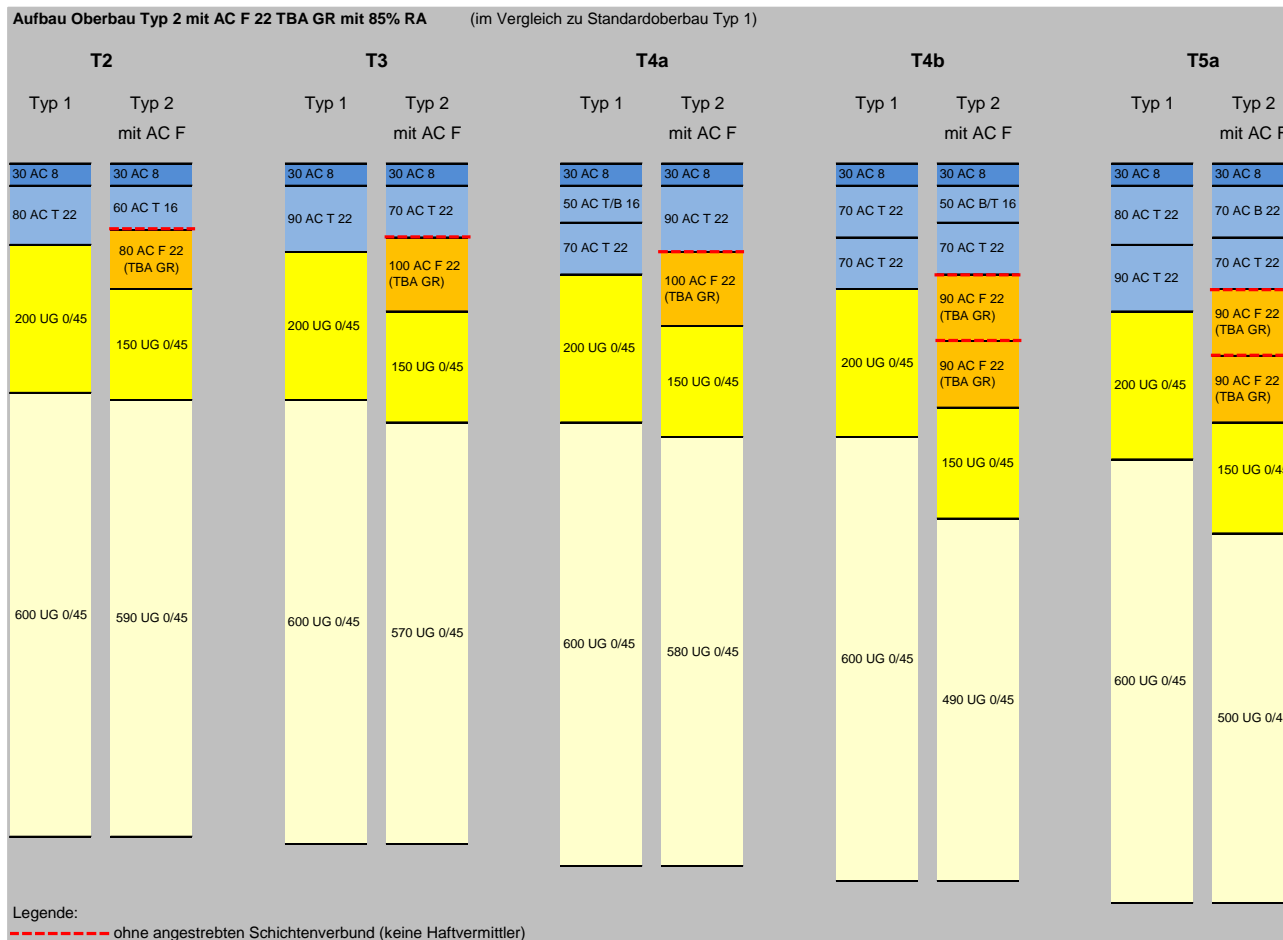 Aufbau Oberbau Typ 2 mit AC F 22 TBA GR mit 85% RA (im Vergleich zu Standardoberbau Typ 1)
T2 T3 T4a T4b T5a
Typ 1 Typ 2 Typ 1 Typ 2 Typ 1 Typ 2 Typ 1 Typ 2 Typ 1 Typ 2
mit AC F mit AC F mit AC F mit AC F mit AC F
30 AC 8
80 AC T 22
200 UG 0/45
600 UG 0/45
30 AC 8
60 AC T 16
80 AC F 22
(TBA GR)
150 UG 0/45
590 UG 0/45
30 AC 8
90 AC T 22
200 UG 0/45
600 UG 0/45
30 AC 8
70 AC T 22
100 AC F 22
(TBA GR)
150 UG 0/45
570 UG 0/45
30 AC 8
50 AC T/B 16
70 AC T 22
200 UG 0/45
600 UG 0/45
30 AC 8
90 AC T 22
100 AC F 22
(TBA GR)
150 UG 0/45
580 UG 0/45
30 AC 8
70 AC T 22
70 AC T 22
200 UG 0/45
600 UG 0/45
30 AC 8
50 AC B/T 16
70 AC T 22
90 AC F 22
(TBA GR)
90 AC F 22
(TBA GR)
150 UG 0/45
490 UG 0/45
30 AC 8
80 AC T 22
90 AC T 22
200 UG 0/45
600 UG 0/45
30 AC 8
70 AC B 22
70 AC T 22
90 AC F 22
(TBA GR)
90 AC F 22
(TBA GR)
150 UG 0/45
500 UG 0/4
Legende:
ohne angestrebten Schichtenverbund (keine Haftvermittler)